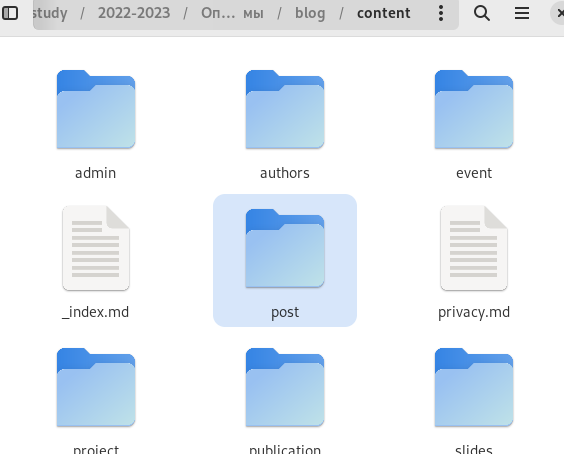 study / 2022-2023 / Оп... мы / blog / content
admin authors event
_index.md post privacy.md
project publication slides